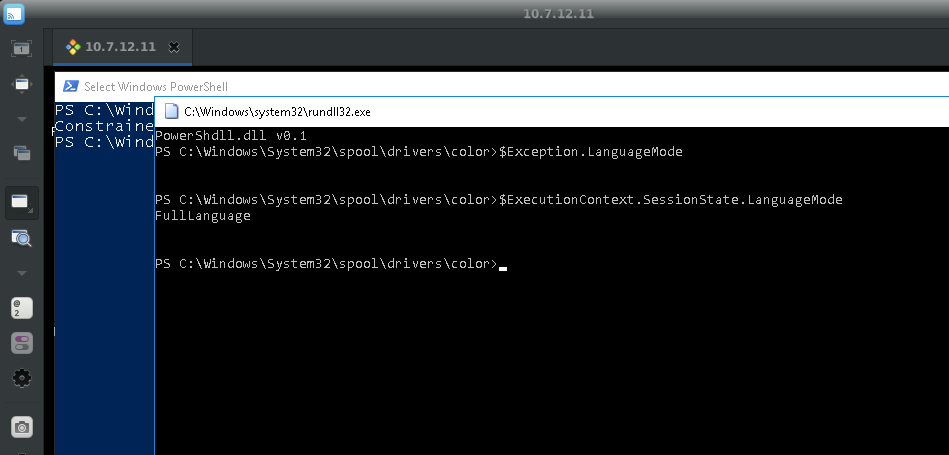 10.7.12.11
10.7.12.11
Select Windows PowerShell
PS C:\Wind
Constraine
PS C:\Wind
C:\Windows\system32\rundll32.exe
PowerShdll.dll v0.1
PS C:\Windows\System32\spool\drivers\color>$Exception.LanguageMode
PS C:\Windows\System32\spool\drivers\color>$ExecutionContext.SessionState.LanguageMode
FullLanguage
PS C:\Windows\System32\spool\drivers\color>
1
@
2